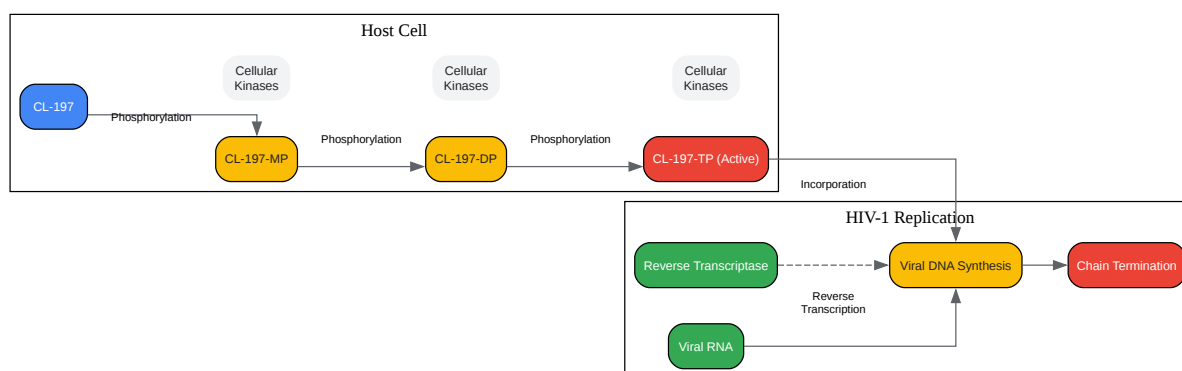 Host Cell
Cellular
Kinases
Cellular
Kinases
Cellular
Kinases
CL-197
Phosphorylation
Phosphorylation
Phosphorylation
CL-197-MP
CL-197-DP
CL-197-TP (Active)
Incorporation
HIV-1 Replication
Reverse Transcriptase
Viral DNA Synthesis
Chain Termination
Reverse
Transcription
Viral RNA